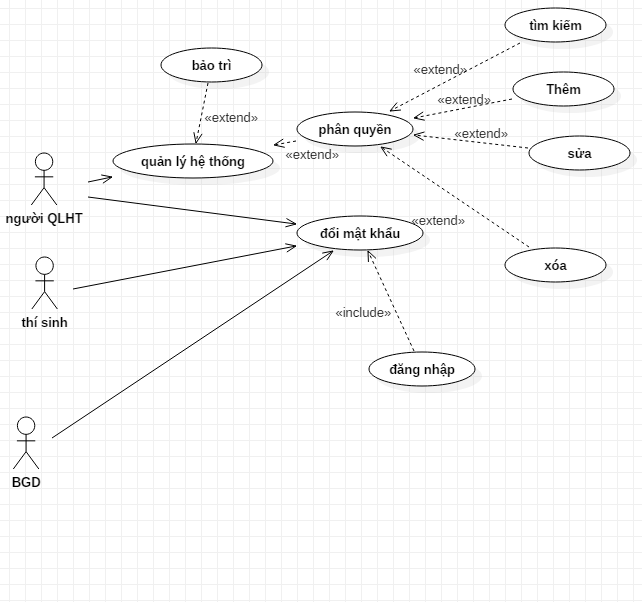 tìm kiếm
bảo trì
«extend»
Thêm
«extend»
«extend»
phân quyền
«extend»
sửa
«extend»
quản lý hệ thống
người QLHT
«extend»
đổi mật khẩu
xóa
thí sinh
«include»
đăng nhập
BGD